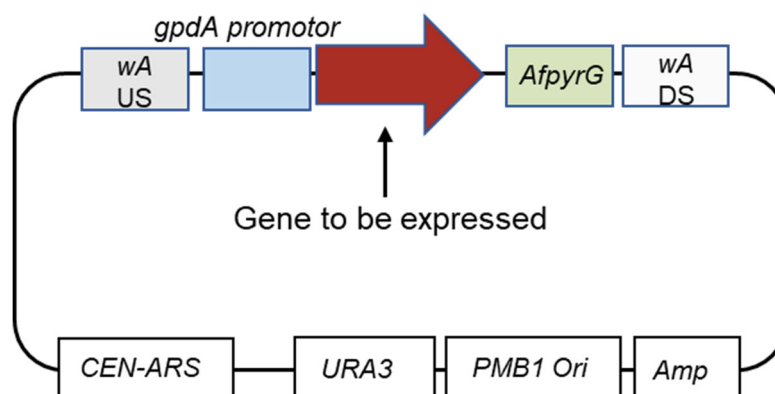 gpdA promotor
wA
US
AfpyrG
wA
DS
Gene to be expressed
CEN-ARS
URA3
PMB1 Ori
Amp